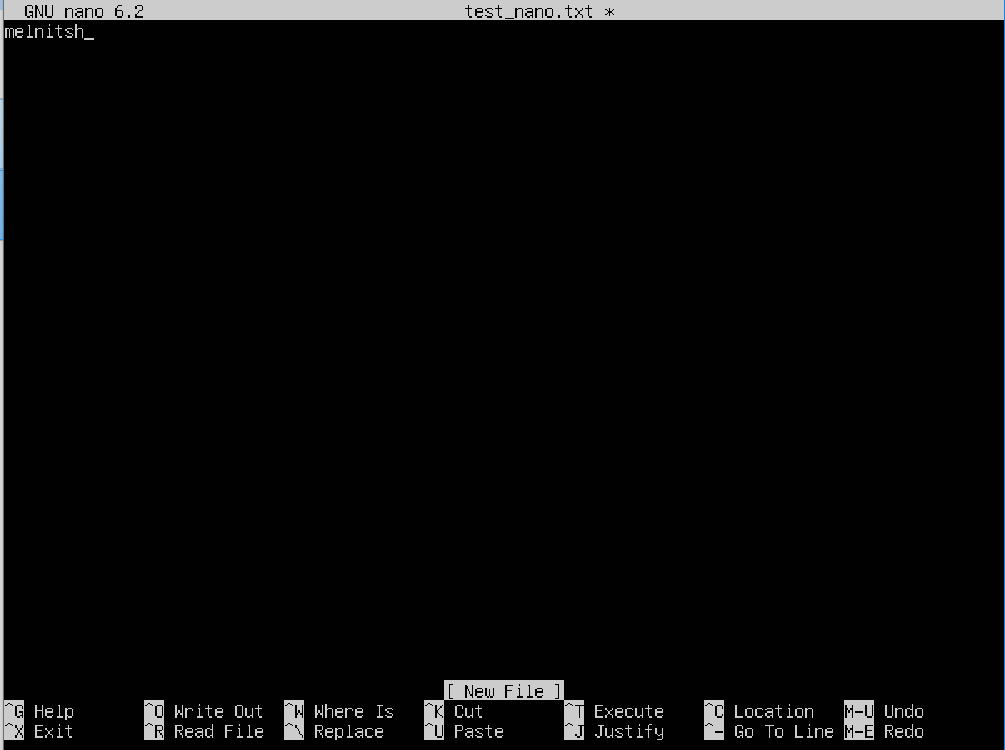 GNU nano 6.2 test_nano.txt *
melnitsh_
[ New File ]
^G Help ^O Write Out ^W Where Is ^K Cut ^T Execute ^C Location M-U Undo
^X Exit ^R Read File ^\ Replace ^U Paste ^J Justify ^- Go To Line M-E Redo